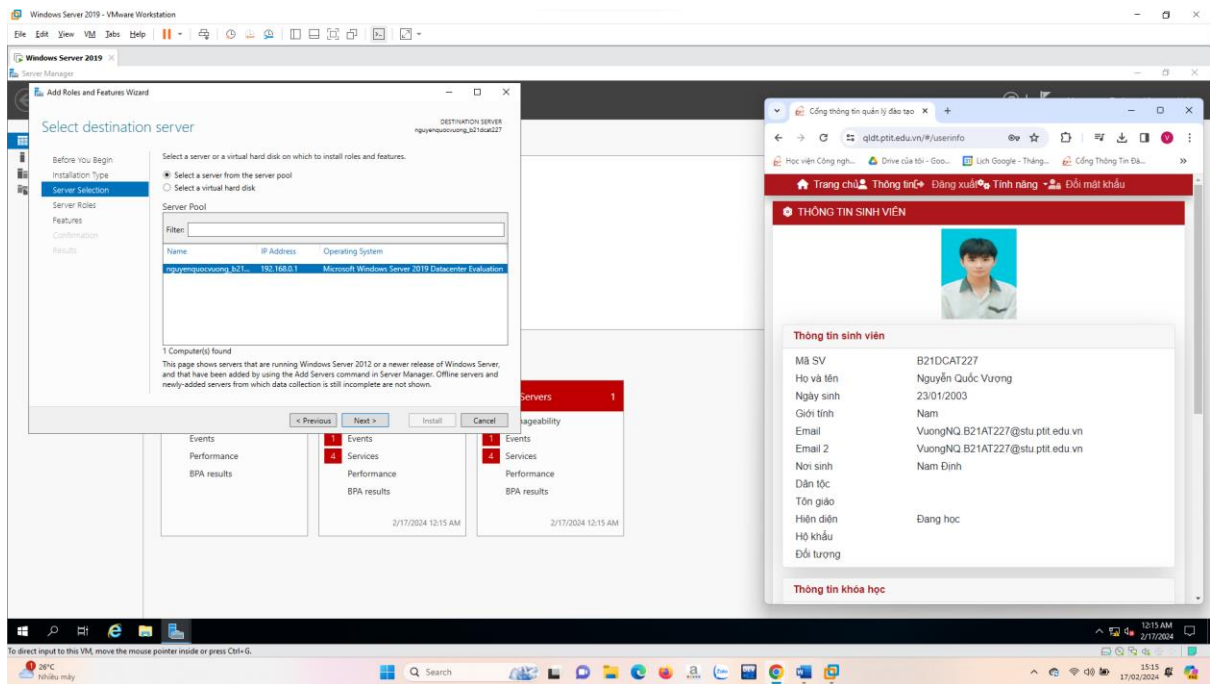 Windows Server 2019 - VMware Workstation
File Edit View VM Tabs Help
Windows Server 2019
Server Manager
Add Roles and Features Wizard
Select destination server
DESTINATION SERVER
nguyenquocvuong_b21dcat227
Before You Begin
Installation Type
Server Selection
Server Roles
Features
Confirmation
Results
Select a server or a virtual hard disk on which to install roles and features.
Select a server from the server pool
Select a virtual hard disk
Server Pool
Filter:
Name IP Address Operating System
nguyenquocvuong_b21... 192.168.0.1 Microsoft Windows Server 2019 Datacenter Evaluation
1 Computer(s) found
This page shows servers that are running Windows Server 2012 or a newer release of Windows Server,
and that have been added by using the Add Servers command in Server Manager. Offline servers and
newly-added servers from which data collection is still incomplete are not shown.
< Previous Next > Install Cancel
Servers 1
nageability
Events 1 Events 1 Events
Performance 4 Services 4 Services
BPA results Performance Performance
BPA results BPA results
2/17/2024 12:15 AM 2/17/2024 12:15 AM
Cổng thông tin quản lý đào tạo
qldt.ptit.edu.vn/#/userinfo
Học viện Công ngh... Drive của tôi - Goo... Lịch Google - Tháng... Cổng Thông Tin Đà...
Trang chủ Thông tin Đăng xuất Tính năng Đổi mật khẩu
THÔNG TIN SINH VIÊN
Thông tin sinh viên
Mã SV B21DCAT227
Họ và tên Nguyễn Quốc Vượng
Ngày sinh 23/01/2003
Giới tính Nam
Email VuongNQ.B21AT227@stu.ptit.edu.vn
Email 2 VuongNQ.B21AT227@stu.ptit.edu.vn
Nơi sinh Nam Định
Dân tộc
Tôn giáo
Hiện diện Đang học
Hộ khẩu
Đối tượng
Thông tin khóa học
12:15 AM
2/17/2024
To direct input to this VM, move the mouse pointer inside or press Ctrl+G.
1
26°C
Nhiều mây
Search
15:15
17/02/2024